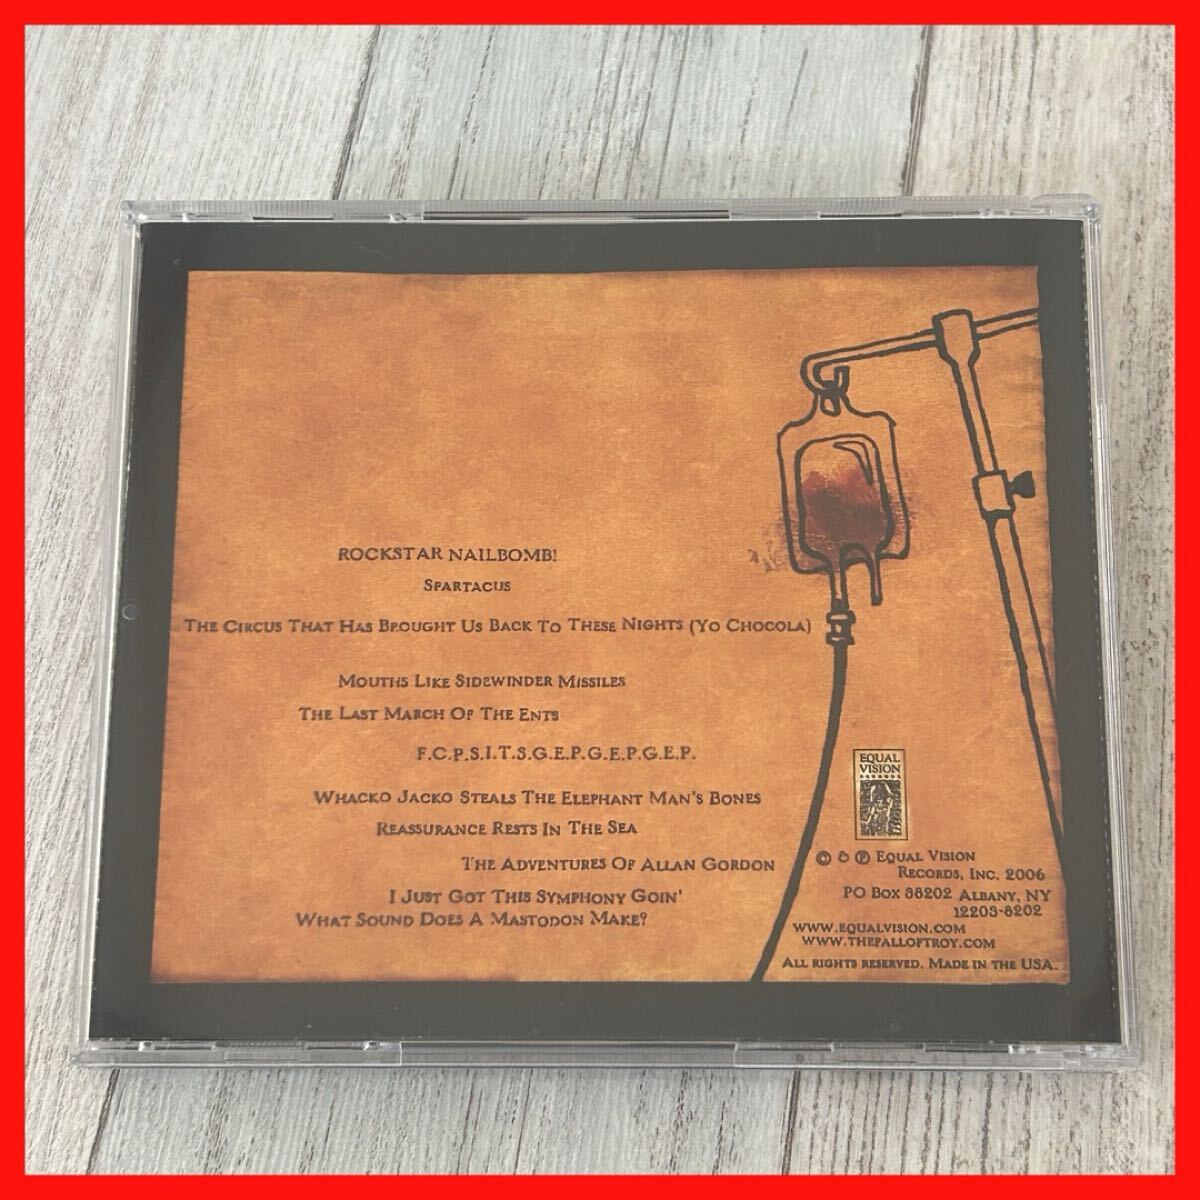 ROCKSTAR NAILBOMB!
SPARTACUS
THE CIRCUS THAT HAS BROUGHT US BACK TO THESE NIGHTS (YO CHOCOLA)
MOUTHS LIKE SIDEWINDER MISSILES
THE LAST MARCH OF THE ENTS
F.C.P.S.I.T.S.G.E.P.G.E.P.G.E.P.
WHACKO JACKO STEALS THE ELEPHANT MAN'S BONES
REASSURANCE RESTS IN THE SEA
THE ADVENTURES OF ALLAN GORDON
I JUST GOT THIS SYMPHONY GOIN'
WHAT SOUND DOES A MASTODON MAKE?
EQUAL
VISION
© & ℗ EQUAL VISION
RECORDS, INC. 2006
PO BOX 38202 ALBANY, NY
12203-8202
WWW.EQUALVISION.COM
WWW.THEFALLOFTROY.COM
ALL RIGHTS RESERVED. MADE IN THE USA.